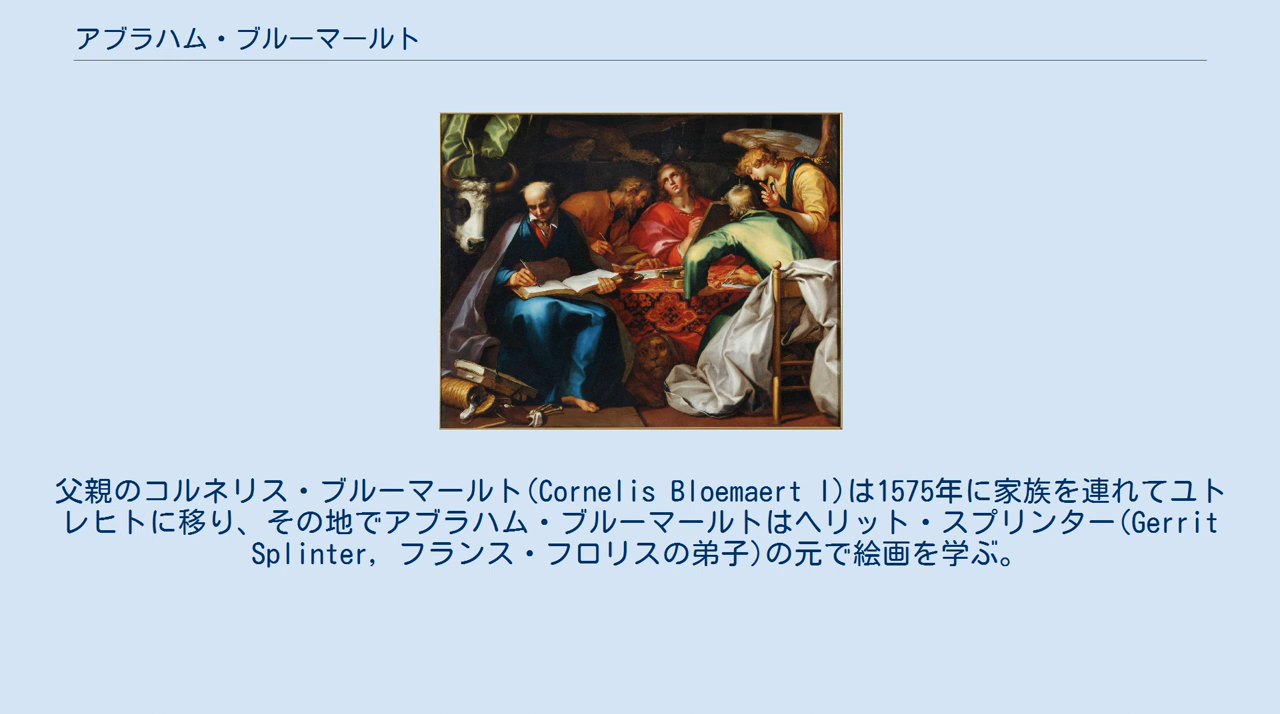 アブラハム・ブルーマールト
父親のコルネリス・ブルーマールト(Cornelis Bloemaert I)は1575年に家族を連れてユト
レヒトに移り、その地でアブラハム・ブルーマールトはヘリット・スプリンター(Gerrit
Splinter, フランス・フロリスの弟子)の元で絵画を学ぶ。